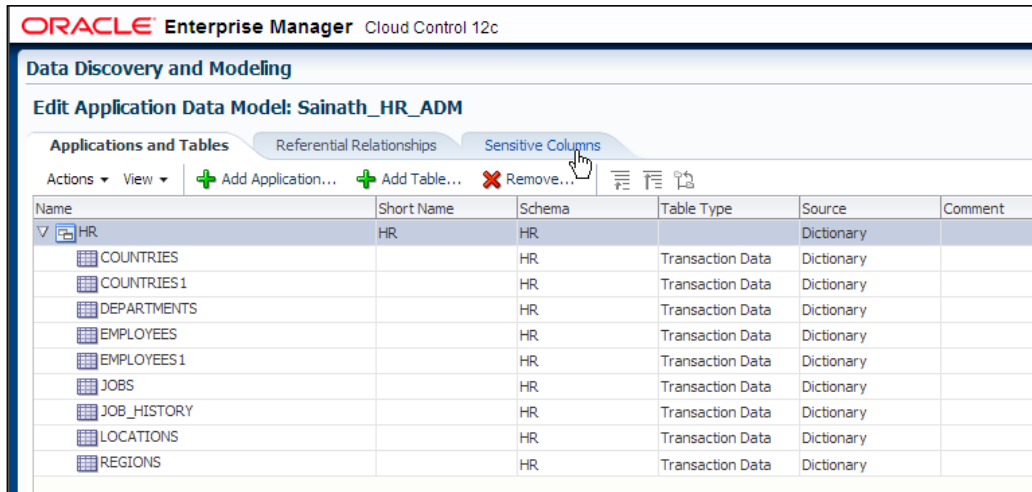 ORACLE Enterprise Manager Cloud Control 12c
Data Discovery and Modeling
Edit Application Data Model: Sainath_HR_ADM
Applications and Tables Referential Relationships Sensitive Columns
Actions View Add Application... Add Table... Remove...
Name Short Name Schema Table Type Source Comment
HR HR HR Dictionary
COUNTRIES HR Transaction Data Dictionary
COUNTRIES1 HR Transaction Data Dictionary
DEPARTMENTS HR Transaction Data Dictionary
EMPLOYEES HR Transaction Data Dictionary
EMPLOYEES1 HR Transaction Data Dictionary
JOBS HR Transaction Data Dictionary
JOB_HISTORY HR Transaction Data Dictionary
LOCATIONS HR Transaction Data Dictionary
REGIONS HR Transaction Data Dictionary